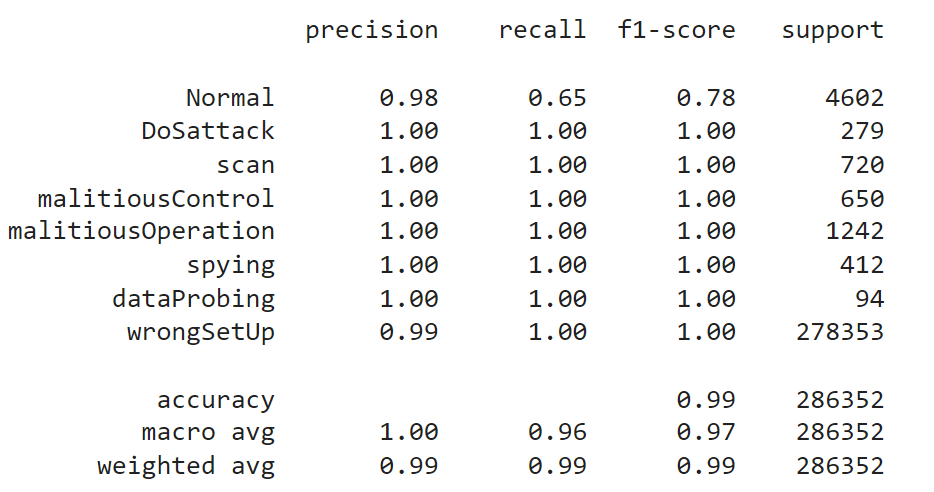 precision recall f1-score support
Normal 0.98 0.65 0.78 4602
DoSattack 1.00 1.00 1.00 279
scan 1.00 1.00 1.00 720
malitiousControl 1.00 1.00 1.00 650
malitiousOperation 1.00 1.00 1.00 1242
spying 1.00 1.00 1.00 412
dataProbing 1.00 1.00 1.00 94
wrongSetUp 0.99 1.00 1.00 278353
accuracy 0.99 286352
macro avg 1.00 0.96 0.97 286352
weighted avg 0.99 0.99 0.99 286352